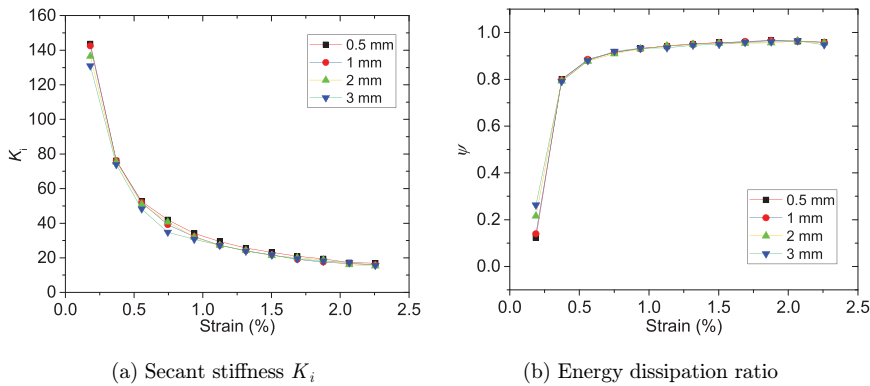 160
140
120
100
80
60
40
20
0
K_i
0.0 0.5 1.0 1.5 2.0 2.5
Strain (%)
0.5 mm
1 mm
2 mm
3 mm
(a) Secant stiffness K_i
1.0
0.8
0.6
0.4
0.2
0.0
ψ
0.0 0.5 1.0 1.5 2.0 2.5
Strain (%)
0.5 mm
1 mm
2 mm
3 mm
(b) Energy dissipation ratio